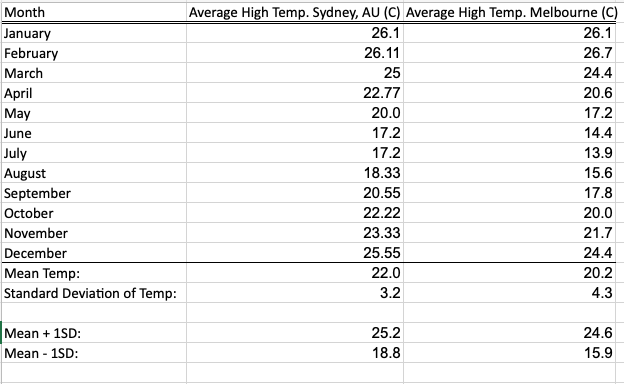 Month Average High Temp. Sydney, AU (C) Average High Temp. Melbourne (C)
January 26.1 26.1
February 26.11 26.7
March 25 24.4
April 22.77 20.6
May 20.0 17.2
June 17.2 14.4
July 17.2 13.9
August 18.33 15.6
September 20.55 17.8
October 22.22 20.0
November 23.33 21.7
December 25.55 24.4
Mean Temp: 22.0 20.2
Standard Deviation of Temp: 3.2 4.3
Mean + 1SD: 25.2 24.6
Mean - 1SD: 18.8 15.9